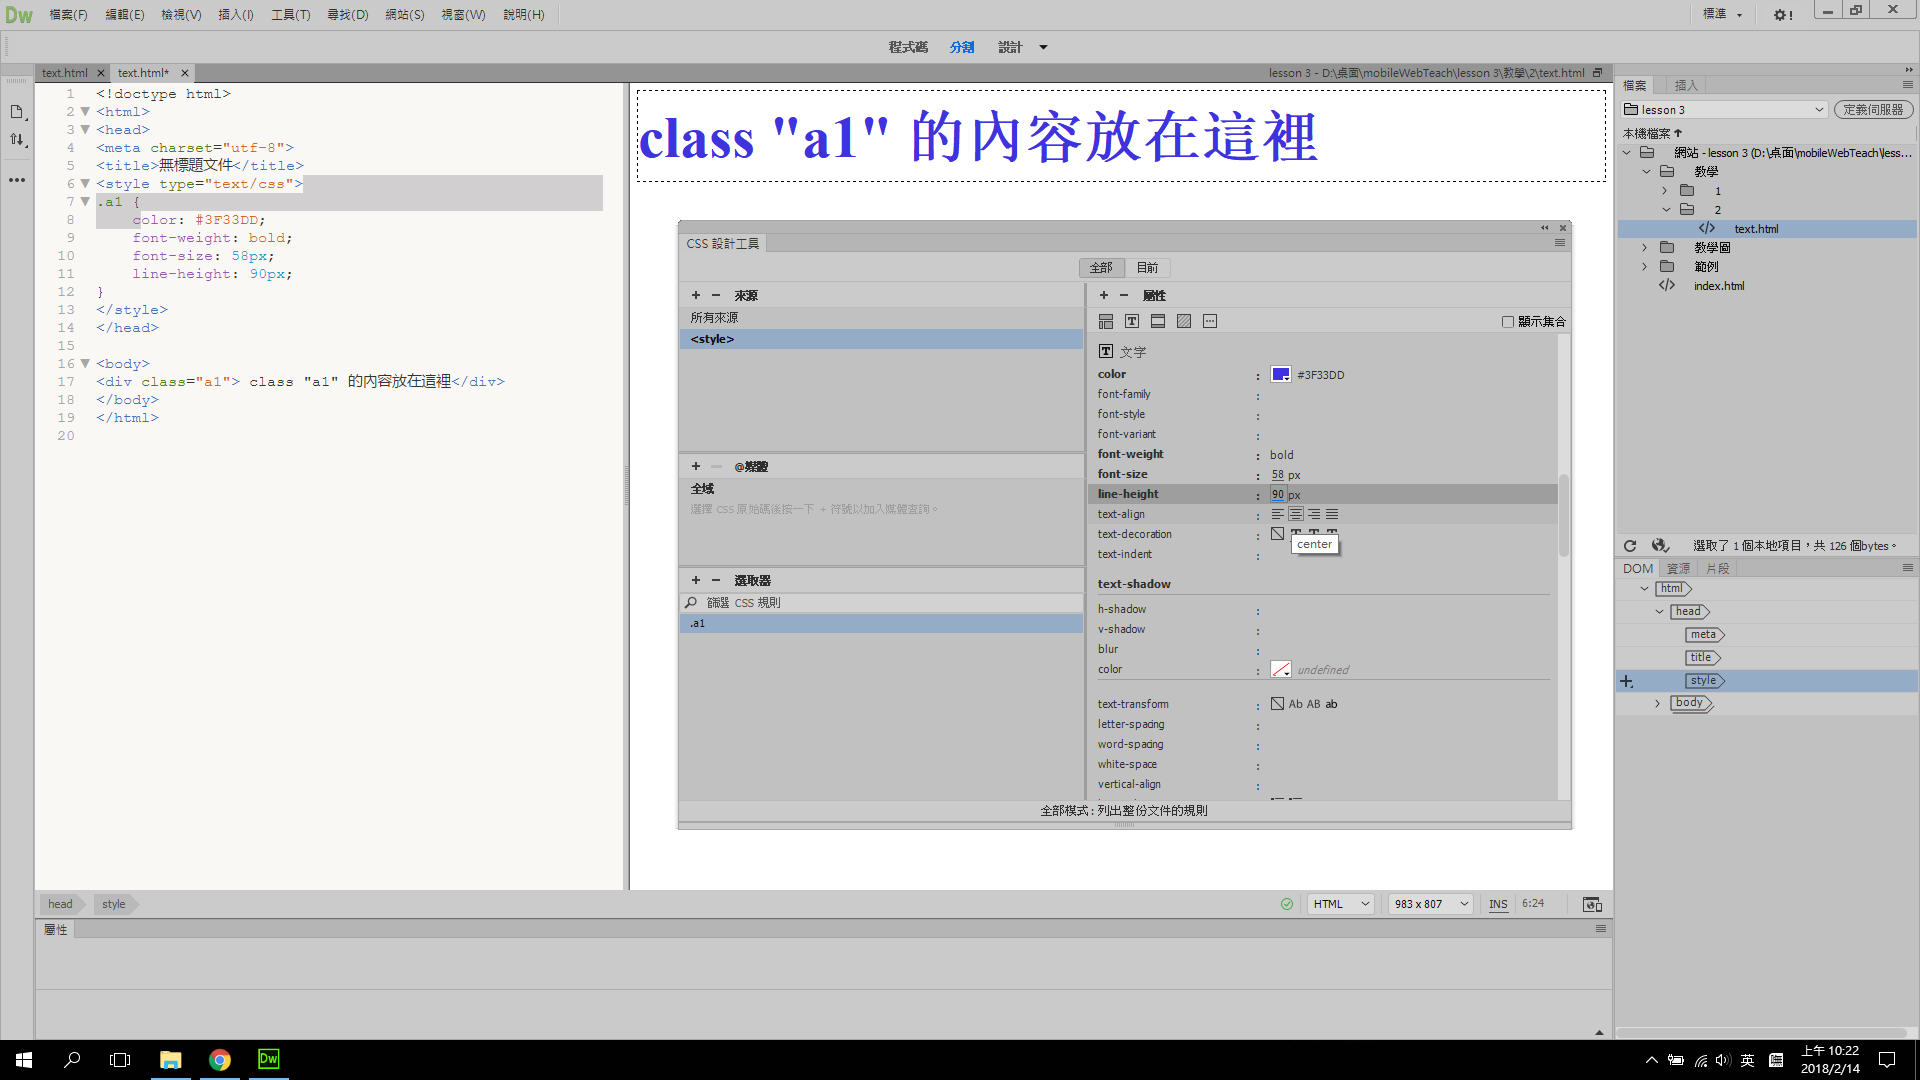 Dw 檔案(F) 編輯(E) 檢視(V) 插入(I) 工具(T) 尋找(D) 網站(S) 視窗(W) 說明(H) 標準
程式碼 分割 設計
text.html × text.html* × lesson 3 - D:\桌面\mobileWebTeach\lesson 3\教學\2\text.html
1 <!doctype html>
2 <html>
3 <head>
4 <meta charset="utf-8">
5 <title>無標題文件</title>
6 <style type="text/css">
7 .a1 {
8 color: #3F33DD;
9 font-weight: bold;
10 font-size: 58px;
11 line-height: 90px;
12 }
13 </style>
14 </head>
15
16 <body>
17 <div class="a1"> class "a1" 的內容放在這裡</div>
18 </body>
19 </html>
20
class "a1" 的內容放在這裡
CSS 設計工具
全部 目前
+ − 來源
所有來源
<style>
+ − @媒體
全域
選擇 CSS 原始碼後按一下 + 符號以加入媒體查詢。
+ − 選取器
篩選 CSS 規則
.a1
+ − 屬性
顯示集合
T 文字
color : #3F33DD
font-family :
font-style :
font-variant :
font-weight : bold
font-size : 58 px
line-height : 90 px
text-align :
text-decoration :
center
text-indent :
text-shadow
h-shadow :
v-shadow :
blur :
color : undefined
text-transform : Ab AB ab
letter-spacing :
word-spacing :
white-space :
vertical-align :
全部模式 : 列出整份文件的規則
head style HTML 983 x 807 INS 6:24
屬性
檔案 插入
lesson 3 定義伺服器
本機檔案
網站 - lesson 3 (D:\桌面\mobileWebTeach\less...
教學
1
2
text.html
教學圖
範例
index.html
選取了 1 個本地項目，共 126 個bytes。
DOM 資源 片段
html
head
meta
title
style
body
Dw 英 上午 10:22
2018/2/14